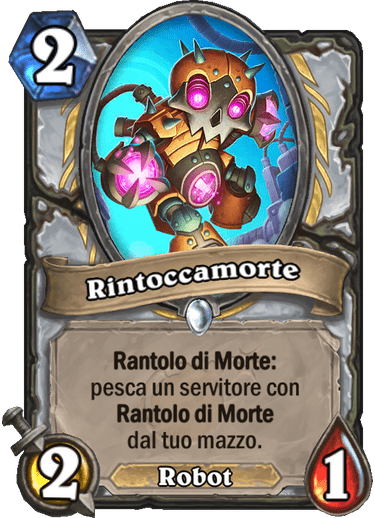 2
Rintoccamorte
Rantolo di Morte:
pesca un servitore con
Rantolo di Morte
dal tuo mazzo.
2
Robot
1